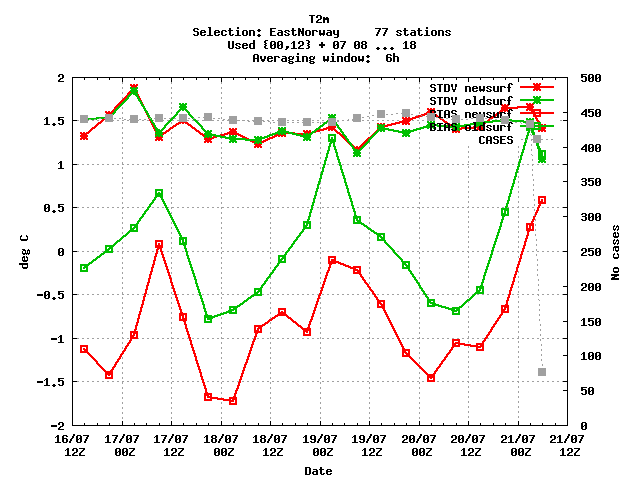 T2m
Selection: EastNorway 77 stations
Used {00,12} + 07 08 ... 18
Averaging window: 6h
STDV newsurf
STDV oldsurf
BIAS newsurf
BIAS oldsurf
CASES
2
1.5
1
0.5
0
-0.5
-1
-1.5
-2
deg C
500
450
400
350
300
250
200
150
100
50
0
No cases
16/07 17/07 17/07 18/07 18/07 19/07 19/07 20/07 20/07 21/07 21/07
12Z 00Z 12Z 00Z 12Z 00Z 12Z 00Z 12Z 00Z 12Z
Date